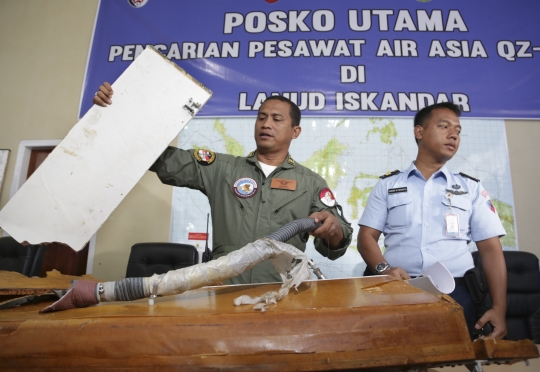 POSKO UTAMA
PENCARIAN PESAWAT AIR ASIA QZ-
DI
LANUD ISKANDAR